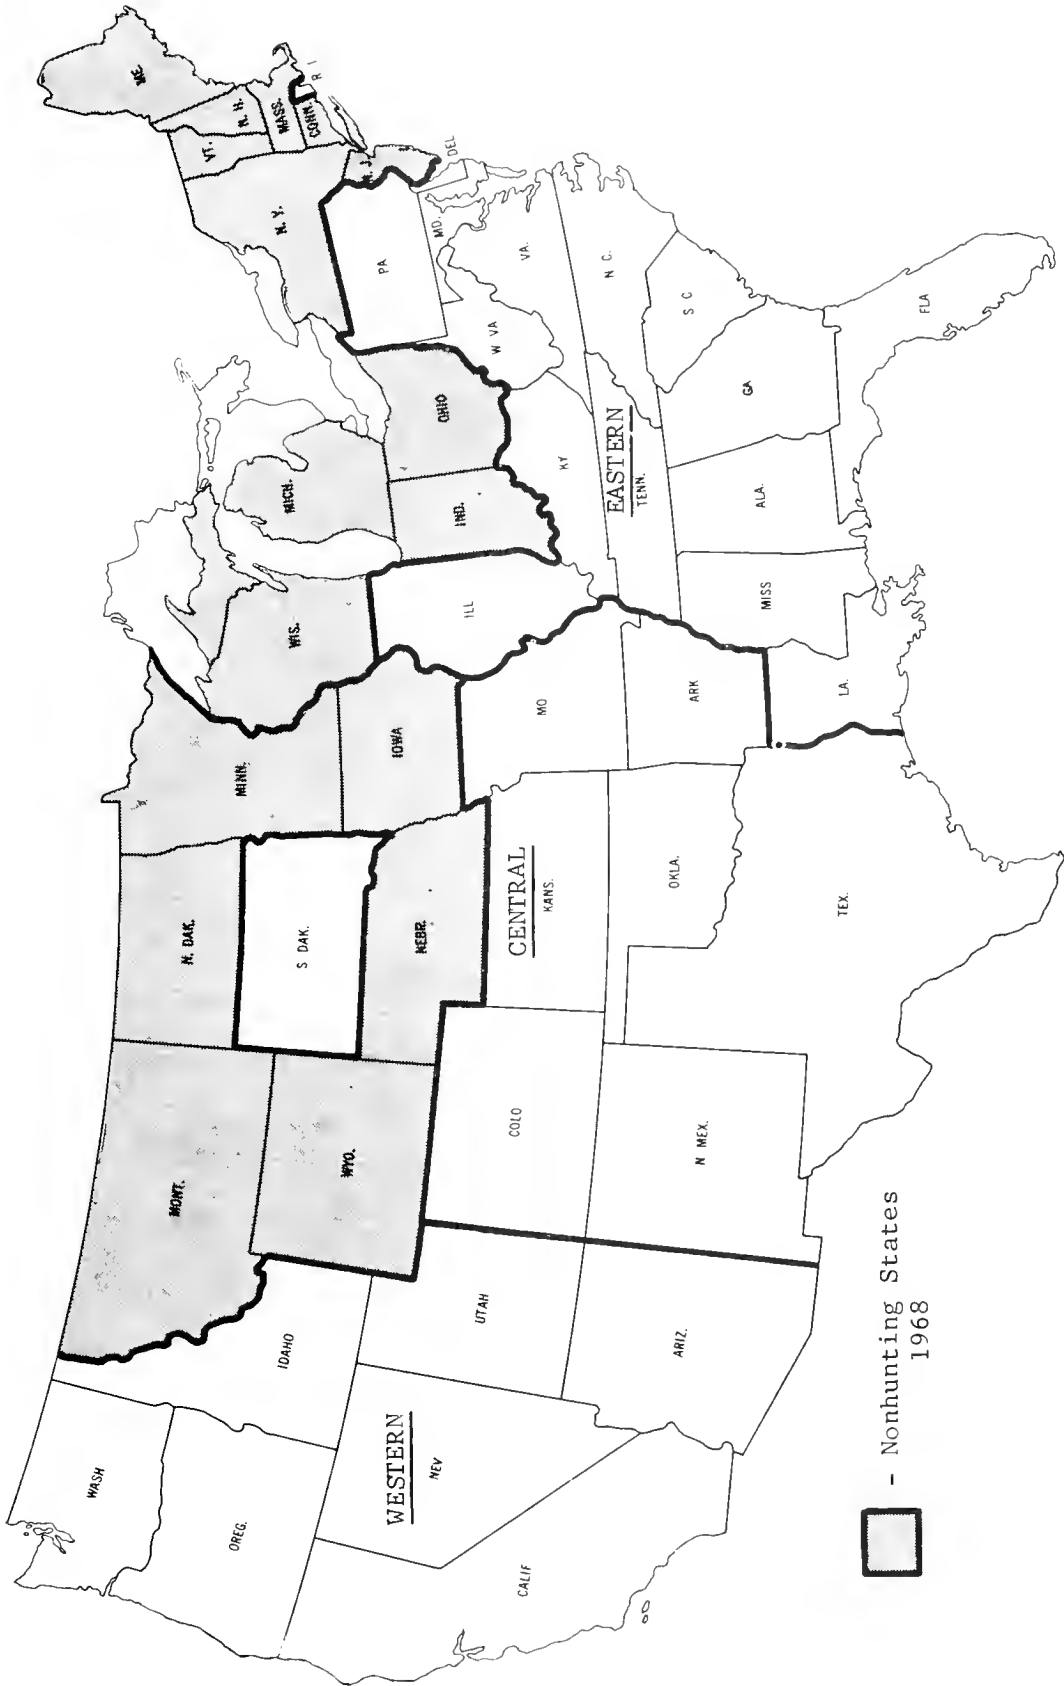 WASH
OREG.
CALIF
WESTERN
NEV
IDAHO
UTAH
ARIZ.
MONT.
WYO.
COLO
N MEX.
N. DAK.
S DAK.
NEBR.
CENTRAL
KANS.
OKLA.
TEX.
MINN.
IOWA
MO
ARK
LA.
WIS.
ILL
MICH.
IND.
OHIO
KY
EASTERN
TENN.
MISS
ALA.
GA
FLA
S C
N C.
VA.
W VA
MD.
DEL
PA
N. J.
N. Y.
CONN.
R I
MASS.
VT.
N. H.
ME
- Nonhunting States
1968